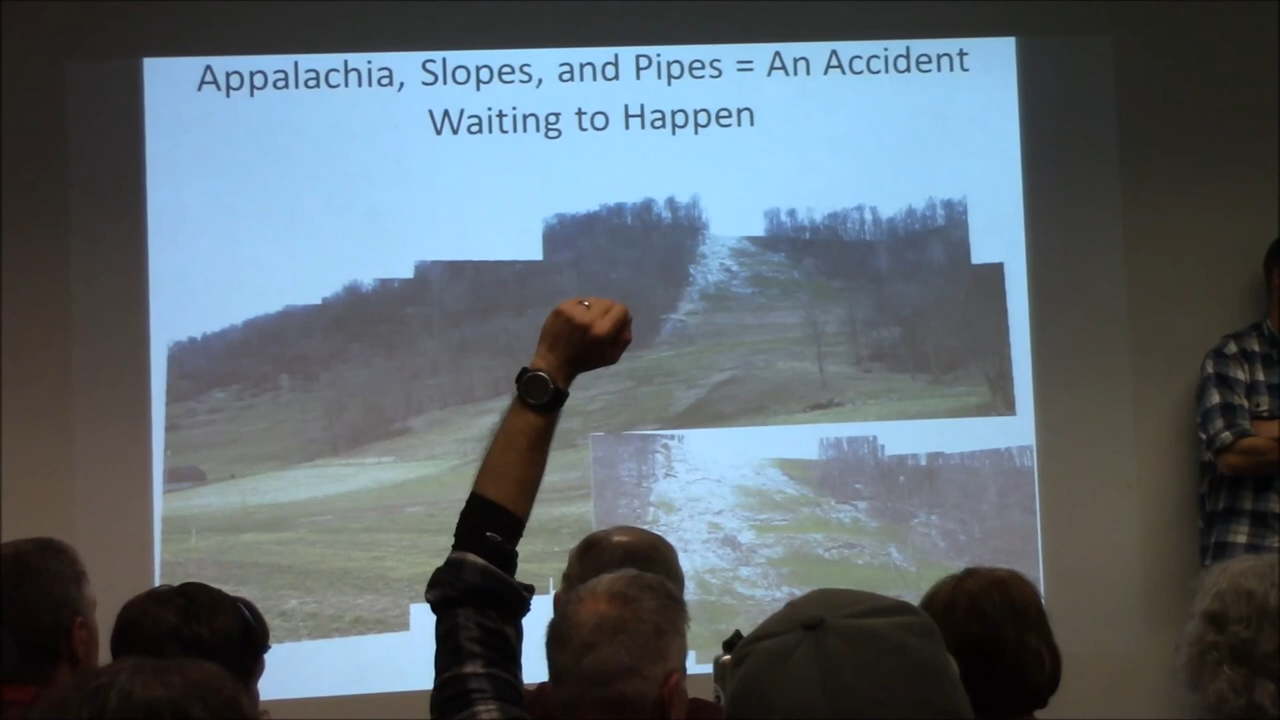 Appalachia, Slopes, and Pipes = An Accident
Waiting to Happen